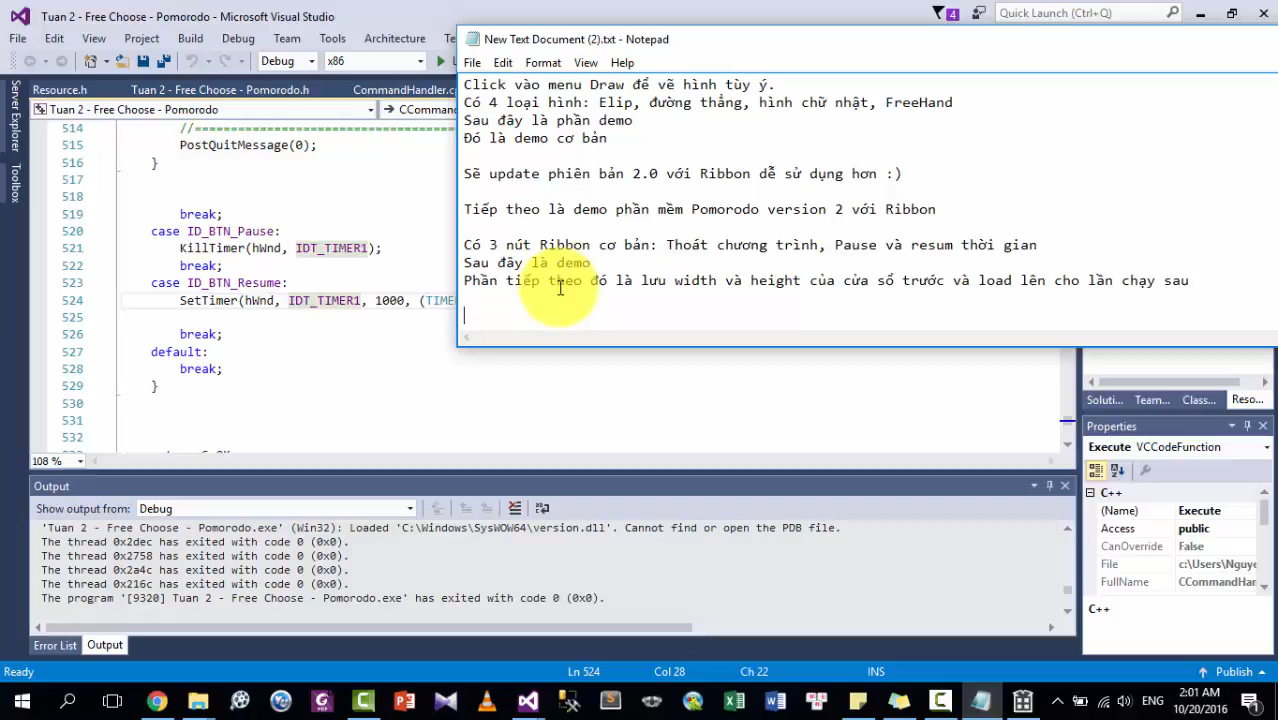 Tuan 2 - Free Choose - Pomorodo - Microsoft Visual Studio
4
Quick Launch (Ctrl+Q)
File Edit View Project Build Debug Team Tools Architecture
Debug x86
Server Explorer
Toolbox
Resource.h Tuan 2 - Free Choose - Pomorodo.h CommandHandler.cp
Tuan 2 - Free Choose - Pomorodo CComman
514 //==============================
515 PostQuitMessage(0);
516 }
517
518
519 break;
520 case ID_BTN_Pause:
521 KillTimer(hWnd, IDT_TIMER1);
522 break;
523 case ID_BTN_Resume:
524 SetTimer(hWnd, IDT_TIMER1, 1000, (TIME
525
526 break;
527 default:
528 break;
529 }
530
531
532
108 %
New Text Document (2).txt - Notepad
File Edit Format View Help
Click vào menu Draw để vẽ hình tùy ý.
Có 4 loại hình: Elip, đường thẳng, hình chữ nhật, FreeHand
Sau đây là phần demo
Đó là demo cơ bản
Sẽ update phiên bản 2.0 với Ribbon dễ sử dụng hơn :)
Tiếp theo là demo phần mềm Pomorodo version 2 với Ribbon
Có 3 nút Ribbon cơ bản: Thoát chương trình, Pause và resum thời gian
Sau đây là demo
Phần tiếp theo đó là lưu width và height của cửa sổ trước và load lên cho lần chạy sau
Soluti... Team... Class... Reso...
Properties
Execute VCCodeFunction
C++
(Name) Execute
Access public
CanOverride False
File c:\Users\Nguye
FullName CCommandHan
C++
Output
Show output from: Debug
'Tuan 2 - Free Choose - Pomorodo.exe' (Win32): Loaded 'C:\Windows\SysWOW64\version.dll'. Cannot find or open the PDB file.
The thread 0x2dec has exited with code 0 (0x0).
The thread 0x2758 has exited with code 0 (0x0).
The thread 0x2a4c has exited with code 0 (0x0).
The thread 0x216c has exited with code 0 (0x0).
The program '[9320] Tuan 2 - Free Choose - Pomorodo.exe' has exited with code 0 (0x0).
Error List Output
Ready Ln 524 Col 28 Ch 22 INS Publish
ENG 2:01 AM
10/20/2016